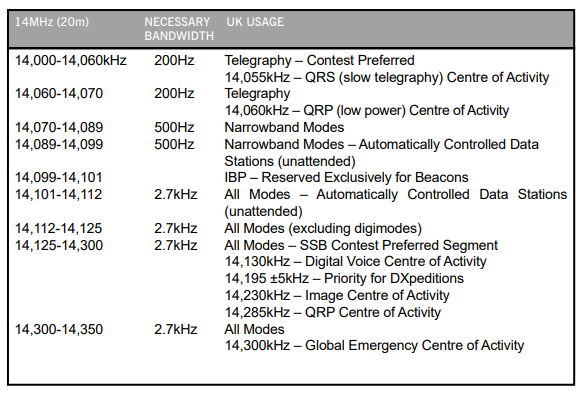 14MHz (20m) NECESSARY BANDWIDTH UK USAGE
14,000-14,060kHz 200Hz Telegraphy – Contest Preferred
14,055kHz – QRS (slow telegraphy) Centre of Activity
14,060-14,070 200Hz Telegraphy
14,060kHz – QRP (low power) Centre of Activity
14,070-14,089 500Hz Narrowband Modes
14,089-14,099 500Hz Narrowband Modes – Automatically Controlled Data
Stations (unattended)
14,099-14,101 IBP – Reserved Exclusively for Beacons
14,101-14,112 2.7kHz All Modes – Automatically Controlled Data Stations
(unattended)
14,112-14,125 2.7kHz All Modes (excluding digimodes)
14,125-14,300 2.7kHz All Modes – SSB Contest Preferred Segment
14,130kHz – Digital Voice Centre of Activity
14,195 ±5kHz – Priority for DXpeditions
14,230kHz – Image Centre of Activity
14,285kHz – QRP Centre of Activity
14,300-14,350 2.7kHz All Modes
14,300kHz – Global Emergency Centre of Activity